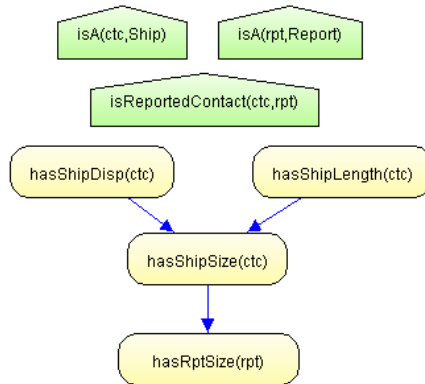 isA(ctc,Ship)
isA(rpt,Report)
isReportedContact(ctc,rpt)
hasShipDisp(ctc)
hasShipLength(ctc)
hasShipSize(ctc)
hasRptSize(rpt)